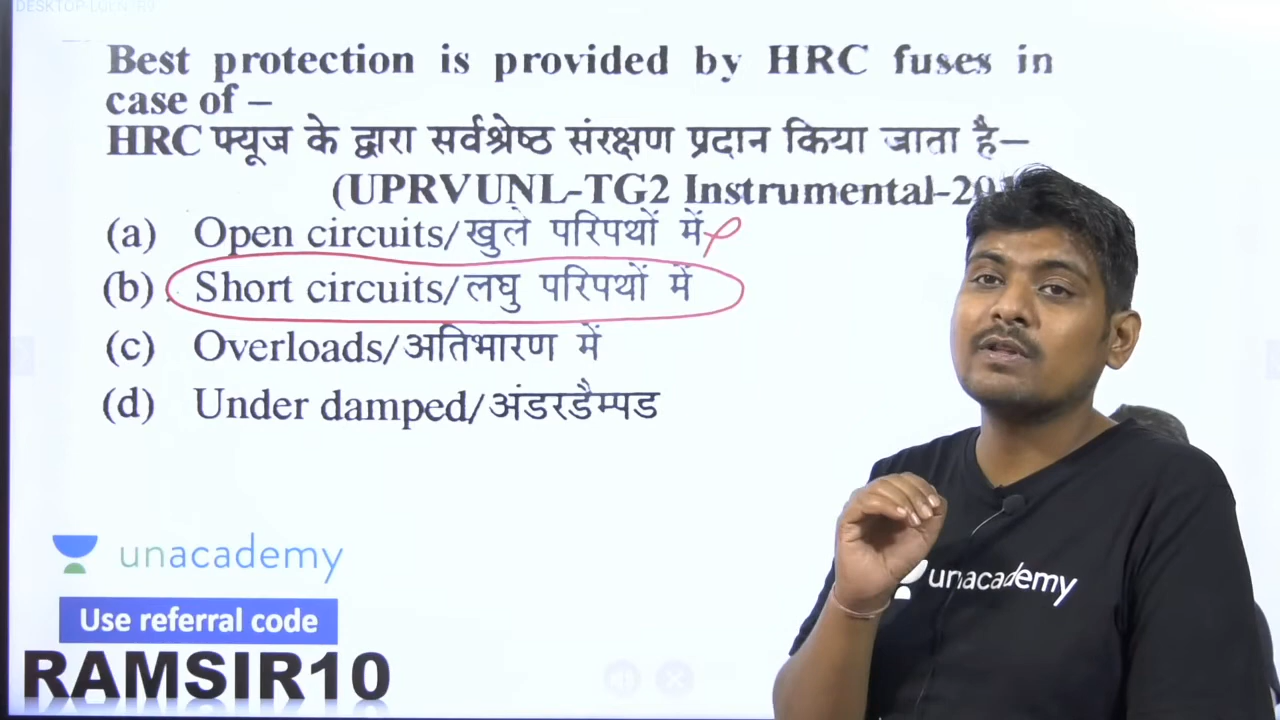 Best protection is provided by HRC fuses in
case of –
HRC फ्यूज के द्वारा सर्वश्रेष्ठ संरक्षण प्रदान किया जाता है–
(UPRVUNL-TG2 Instrumental-20
(a) Open circuits/खुले परिपथों में
(b) Short circuits/लघु परिपथों में
(c) Overloads/अतिभारण में
(d) Under damped/अंडरडैम्पड
unacademy
unacademy
Use referral code
RAMSIR10